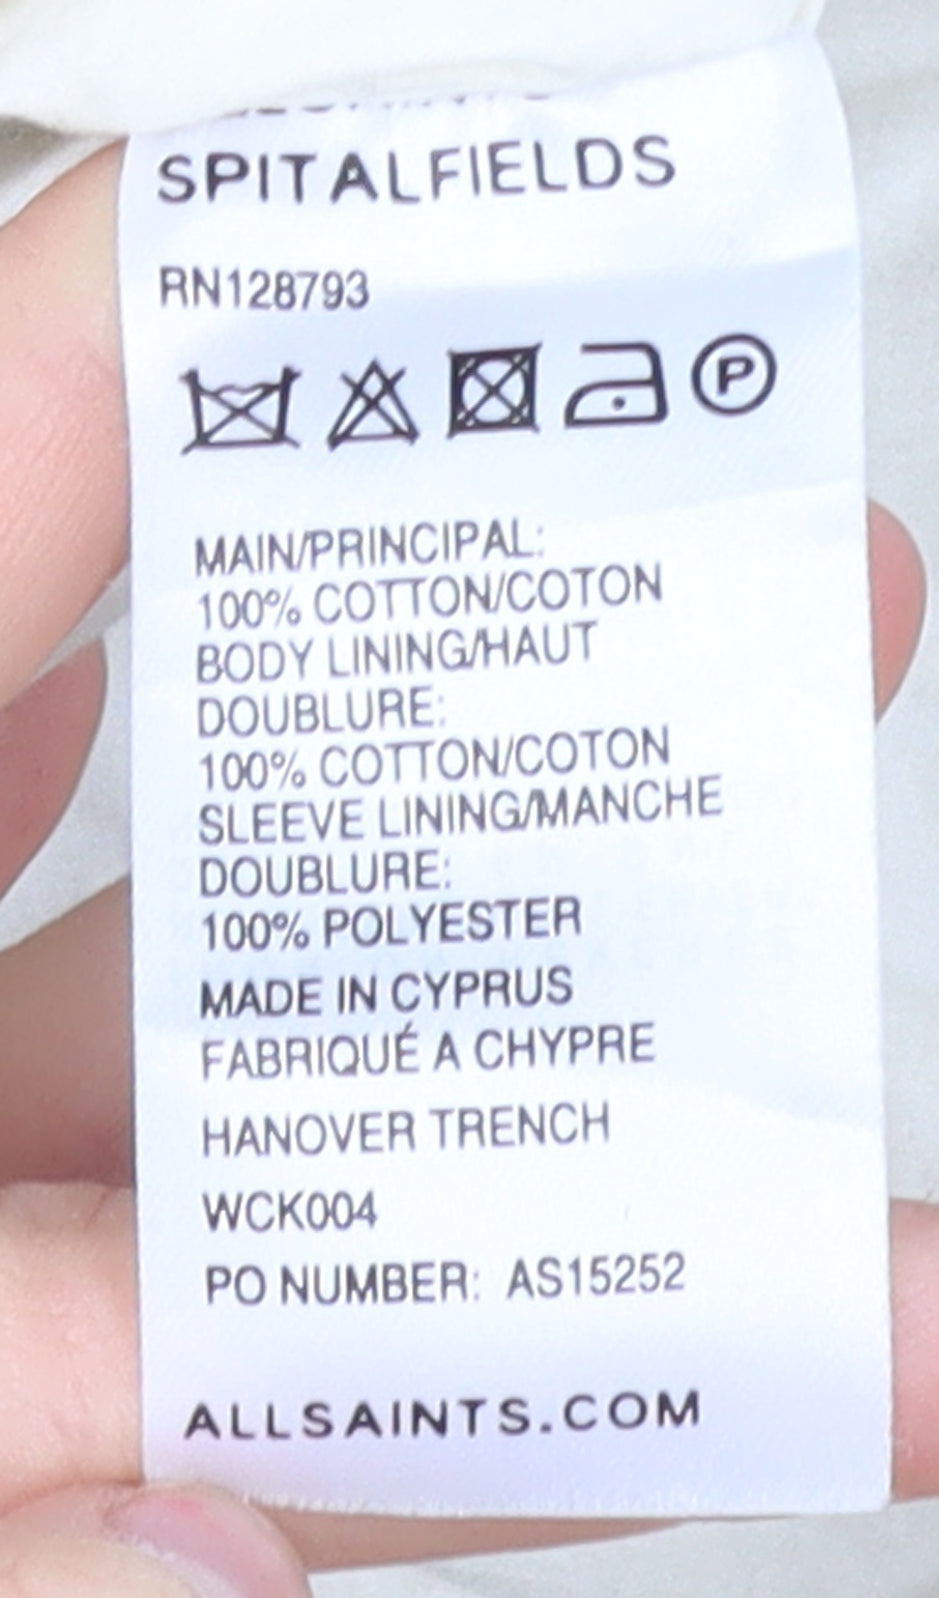 SPITALFIELDS
RN128793
P
MAIN/PRINCIPAL:
100% COTTON/COTON
BODY LINING/HAUT
DOUBLURE:
100% COTTON/COTON
SLEEVE LINING/MANCHE
DOUBLURE:
100% POLYESTER
MADE IN CYPRUS
FABRIQUÉ A CHYPRE
HANOVER TRENCH
WCK004
PO NUMBER: AS15252
ALLSAINTS.COM